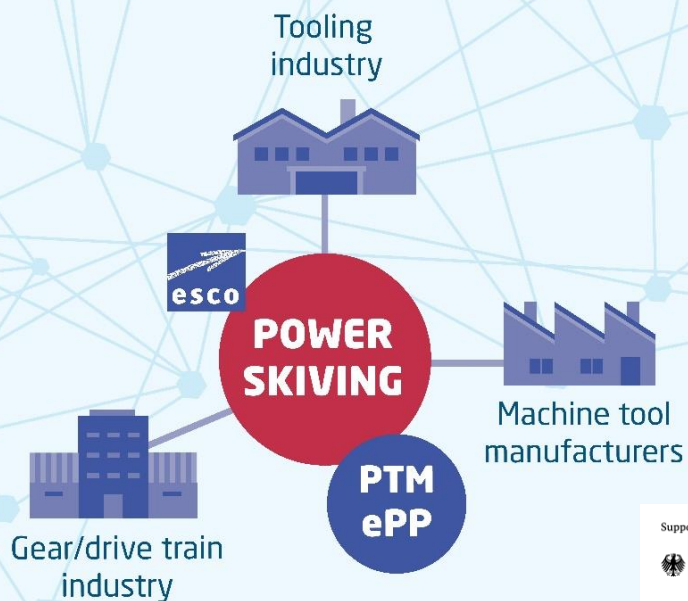 Tooling
industry
esco
POWER
SKIVING
Machine tool
manufacturers
PTM
ePP
Gear/drive train
industry